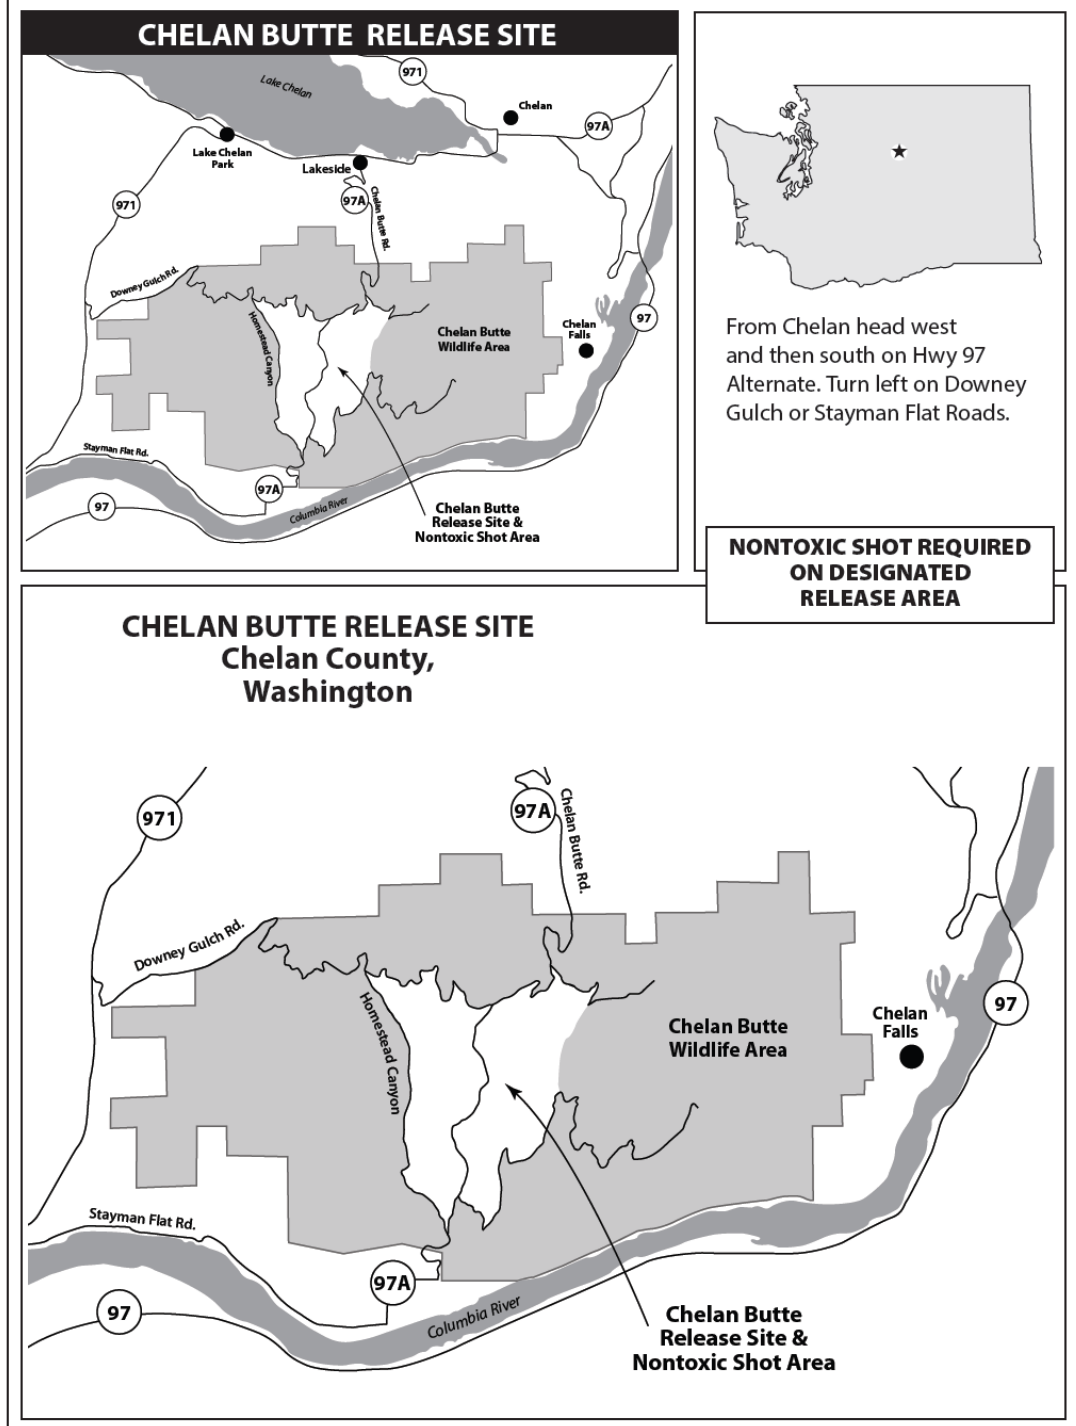 CHELAN BUTTE RELEASE SITE
Lake Chelan
971
Chelan
97A
Lake Chelan
Park
Lakeside
97A
Chelan Butte Rd.
971
Downey Gulch Rd.
Homestead Canyon
Chelan Butte
Wildlife Area
Chelan
Falls
97
Stayman Flat Rd.
97A
97
Columbia River
Chelan Butte
Release Site &
Nontoxic Shot Area
From Chelan head west
and then south on Hwy 97
Alternate. Turn left on Downey
Gulch or Stayman Flat Roads.
NONTOXIC SHOT REQUIRED
ON DESIGNATED
RELEASE AREA
CHELAN BUTTE RELEASE SITE
Chelan County,
Washington
971
97A
Chelan Butte Rd.
Downey Gulch Rd.
Homestead Canyon
Chelan Butte
Wildlife Area
Chelan
Falls
97
Stayman Flat Rd.
97A
97
Columbia River
Chelan Butte
Release Site &
Nontoxic Shot Area